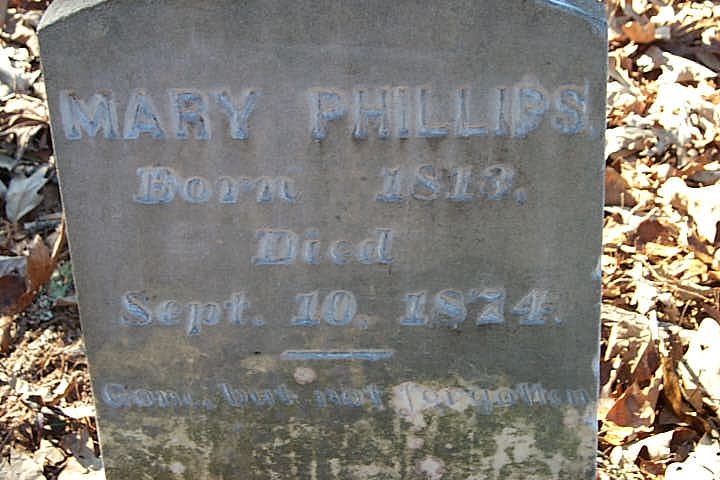 MARY PHILLIPS.
Born 1813.
Died
Sept. 10, 1874.
Gone, but not forgotten